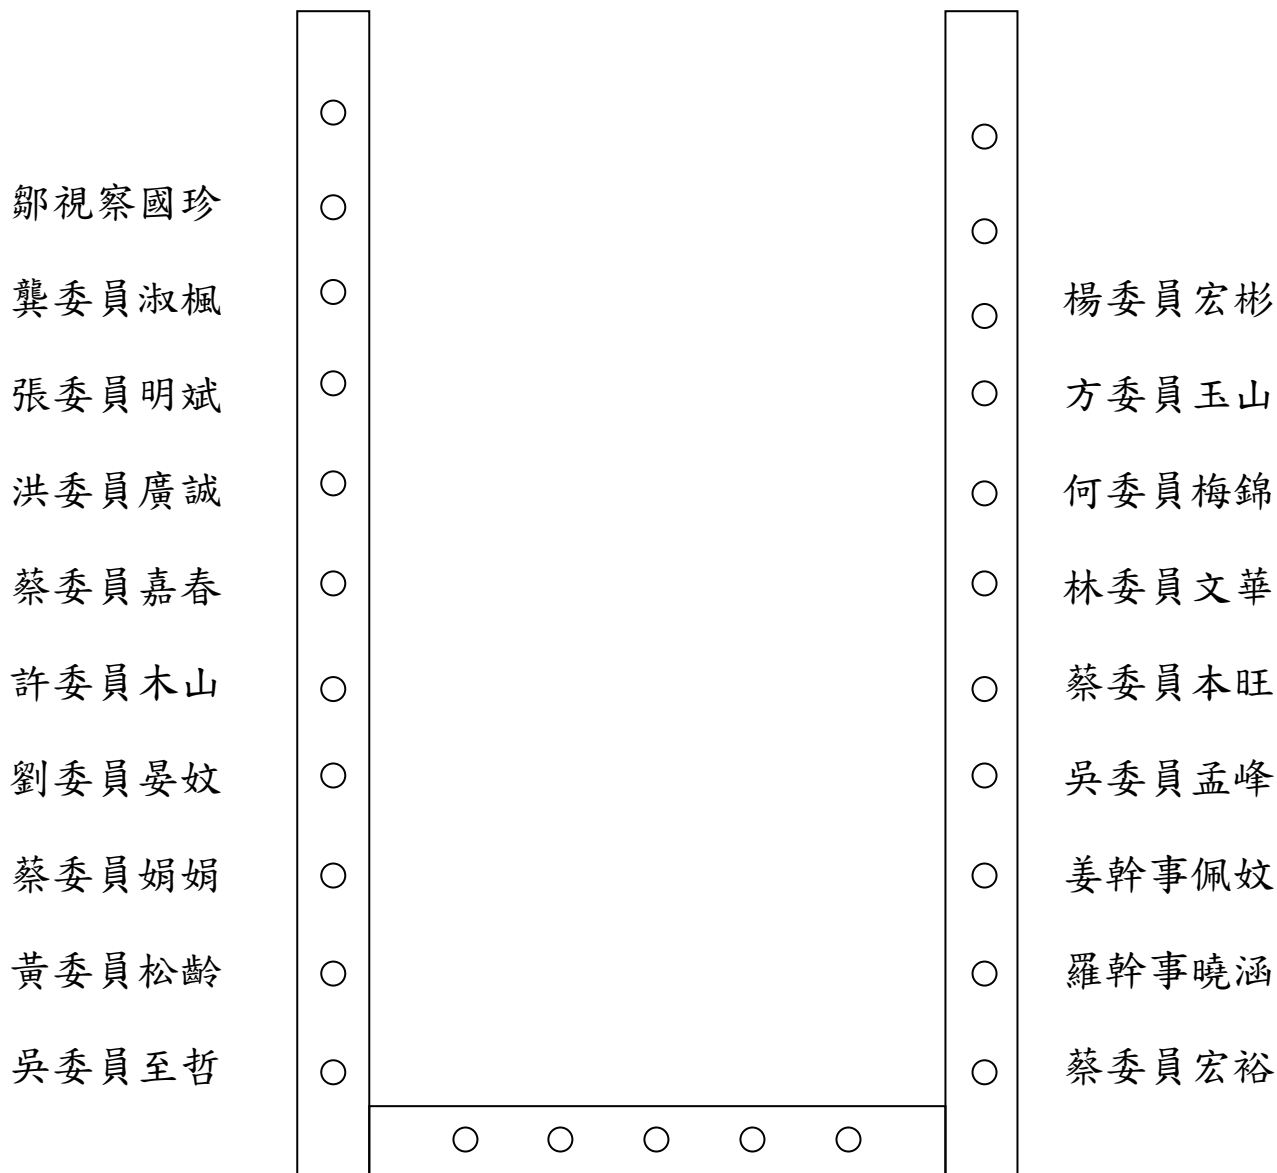 鄒視察國珍
龔委員淑楓
張委員明斌
洪委員廣誠
蔡委員嘉春
許委員木山
劉委員晏妏
蔡委員娟娟
黃委員松齡
吳委員至哲
楊委員宏彬
方委員玉山
何委員梅錦
林委員文華
蔡委員本旺
吳委員孟峰
姜幹事佩妏
羅幹事曉涵
蔡委員宏裕